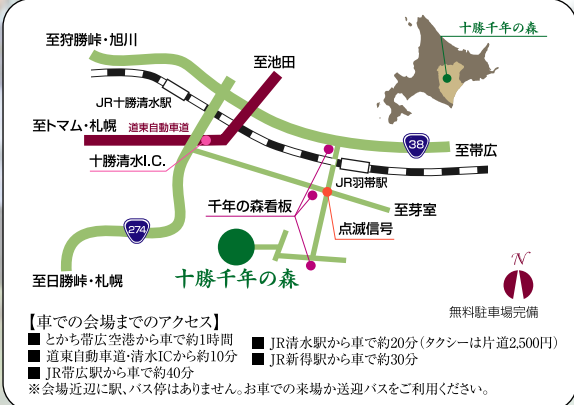 十勝千年の森
至狩勝峠・旭川
至池田
JR十勝清水駅
至トマム・札幌
道東自動車道
十勝清水I.C.
38
至帯広
JR羽帯駅
千年の森看板
至芽室
点滅信号
274
十勝千年の森
至日勝峠・札幌
N
無料駐車場完備
【車での会場までのアクセス】
■ とかち帯広空港から車で約1時間
■ 道東自動車道・清水ICから約10分
■ JR帯広駅から車で約40分
■ JR清水駅から車で約20分(タクシーは片道2,500円)
■ JR新得駅から車で約30分
※会場近辺に駅、バス停はありません。お車での来場か送迎バスをご利用ください。